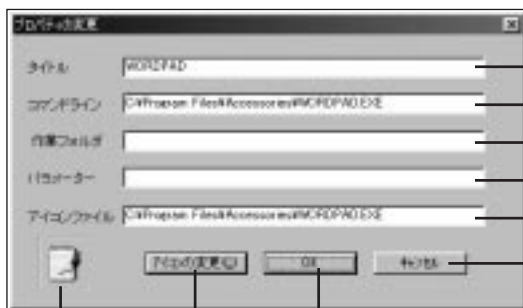 プロパティの変更
タイトル WORDPAD
コマンドライン C:¥Program Files¥Accessories¥WORDPAD.EXE
作業フォルダ
パラメーター
アイコンファイル C:¥Program Files¥Accessories¥WORDPAD.EXE
アイコンの変更(C) OK キャンセル